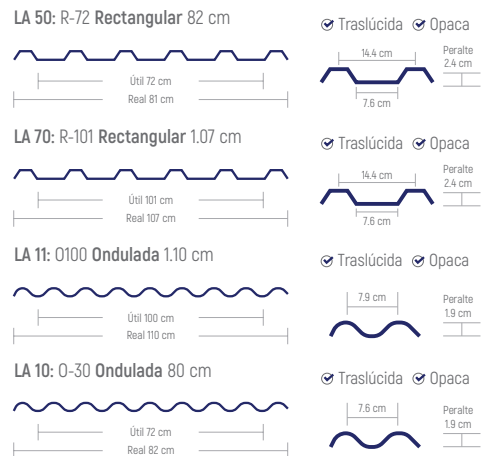 LA 50: R-72 Rectangular 82 cm
Traslúcida Opaca
14.4 cm
Peralte
2.4 cm
7.6 cm
Útil 72 cm
Real 81 cm
LA 70: R-101 Rectangular 1.07 cm
Traslúcida Opaca
14.4 cm
Peralte
2.4 cm
7.6 cm
Útil 101 cm
Real 107 cm
LA 11: O100 Ondulada 1.10 cm
Traslúcida Opaca
7.9 cm
Peralte
1.9 cm
Útil 100 cm
Real 110 cm
LA 10: O-30 Ondulada 80 cm
Traslúcida Opaca
7.6 cm
Peralte
1.9 cm
Útil 72 cm
Real 82 cm